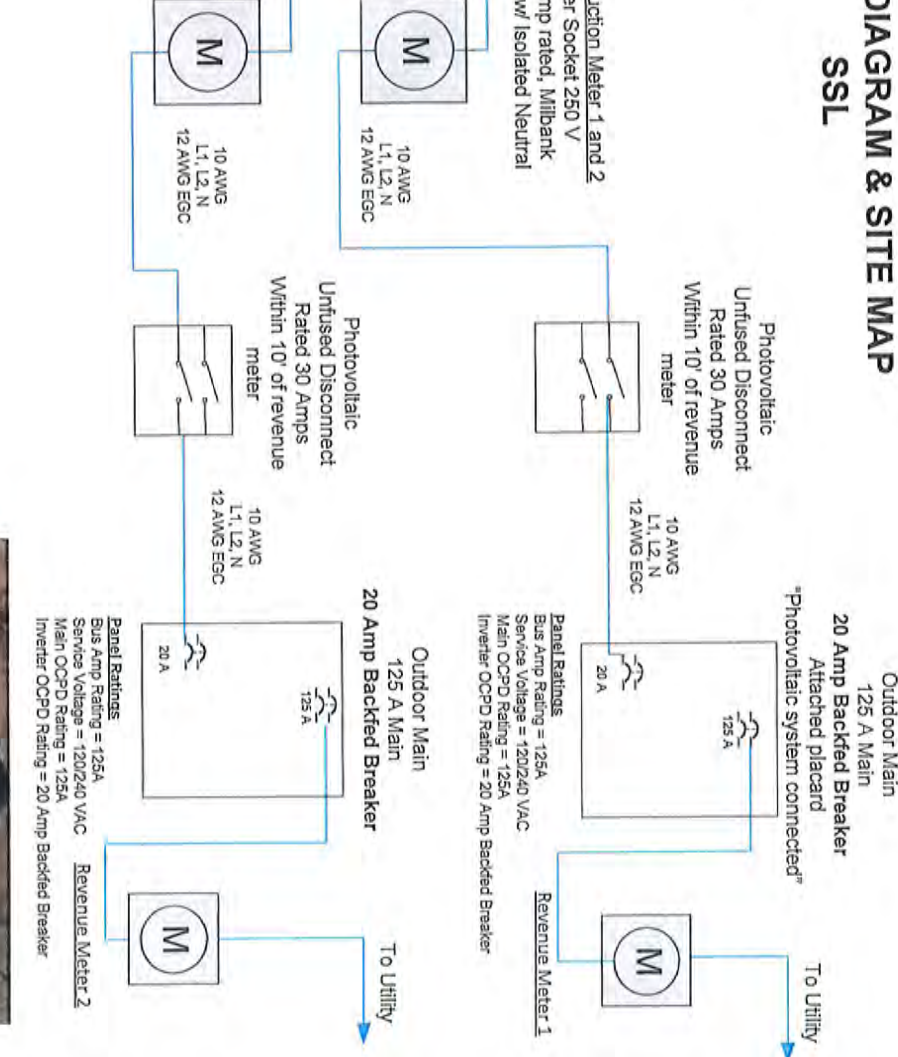 DIAGRAM & SITE MAP
SSL
Outdoor Main
125 A Main
20 Amp Backfed Breaker
Attached placard
"Photovoltaic system connected"
To Utility
Photovoltaic
Unfused Disconnect
Rated 30 Amps
Within 10' of revenue
meter
uction Meter 1 and 2
er Socket 250 V
mp rated, Milbank
w/ Isolated Neutral
M
10 AWG
L1, L2, N
12 AWG EGC
10 AWG
L1, L2, N
12 AWG EGC
125 A
20 A
M
Revenue Meter 1
Panel Ratings
Bus Amp Rating = 125A
Service Voltage = 120/240 VAC
Main OCPD Rating = 125A
Inverter OCPD Rating = 20 Amp Backfed Breaker
Outdoor Main
125 A Main
20 Amp Backfed Breaker
To Utility
Photovoltaic
Unfused Disconnect
Rated 30 Amps
Within 10' of revenue
meter
M
10 AWG
L1, L2, N
12 AWG EGC
10 AWG
L1, L2, N
12 AWG EGC
125 A
20 A
M
Revenue Meter 2
Panel Ratings
Bus Amp Rating = 125A
Service Voltage = 120/240 VAC
Main OCPD Rating = 125A
Inverter OCPD Rating = 20 Amp Backfed Breaker